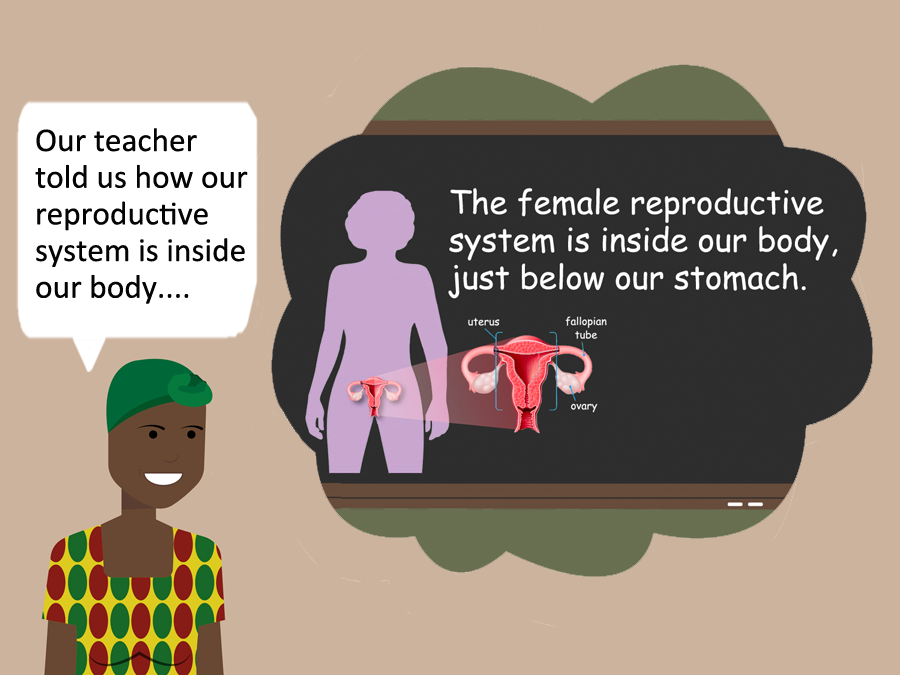 Our teacher
told us how our
reproductive
system is inside
our body....
The female reproductive
system is inside our body,
just below our stomach.
uterus
fallopian
tube
ovary